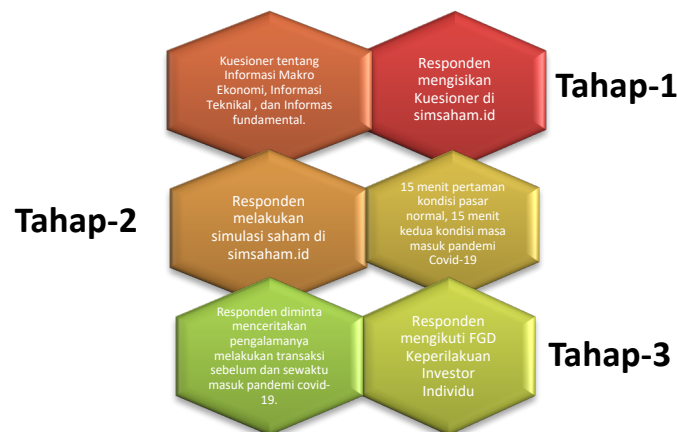 Kuesioner tentang
Informasi Makro
Ekonomi, Informasi
Teknikal , dan Informas
fundamental.
Responden
mengisikan
Kuesioner di
simsaham.id
Tahap-1
Tahap-2
Responden
melakukan
simulasi saham di
simsaham.id
15 menit pertaman
kondisi pasar
normal, 15 menit
kedua kondisi masa
masuk pandemi
Covid-19
Responden diminta
menceritakan
pengalamanya
melakukan transaksi
sebelum dan sewaktu
masuk pandemi covid-
19.
Responden
mengikuti FGD
Keperilakuan
Investor
Individu
Tahap-3